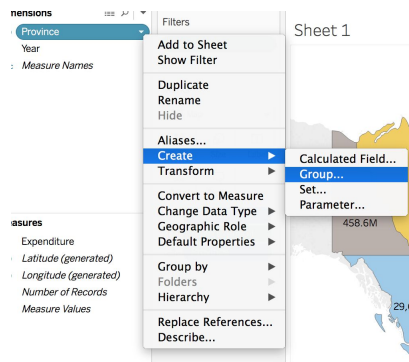 Filters
Sheet 1
Province
Year
Measure Names
Add to Sheet
Show Filter
Duplicate
Rename
Hide
Aliases...
Create
Transform
Convert to Measure
Change Data Type
Geographic Role
Default Properties
Group by
Folders
Hierarchy
Replace References...
Describe...
Calculated Field...
Group...
Set...
Parameter...
458.6M
Expenditure
Latitude (generated)
Longitude (generated)
Number of Records
Measure Values